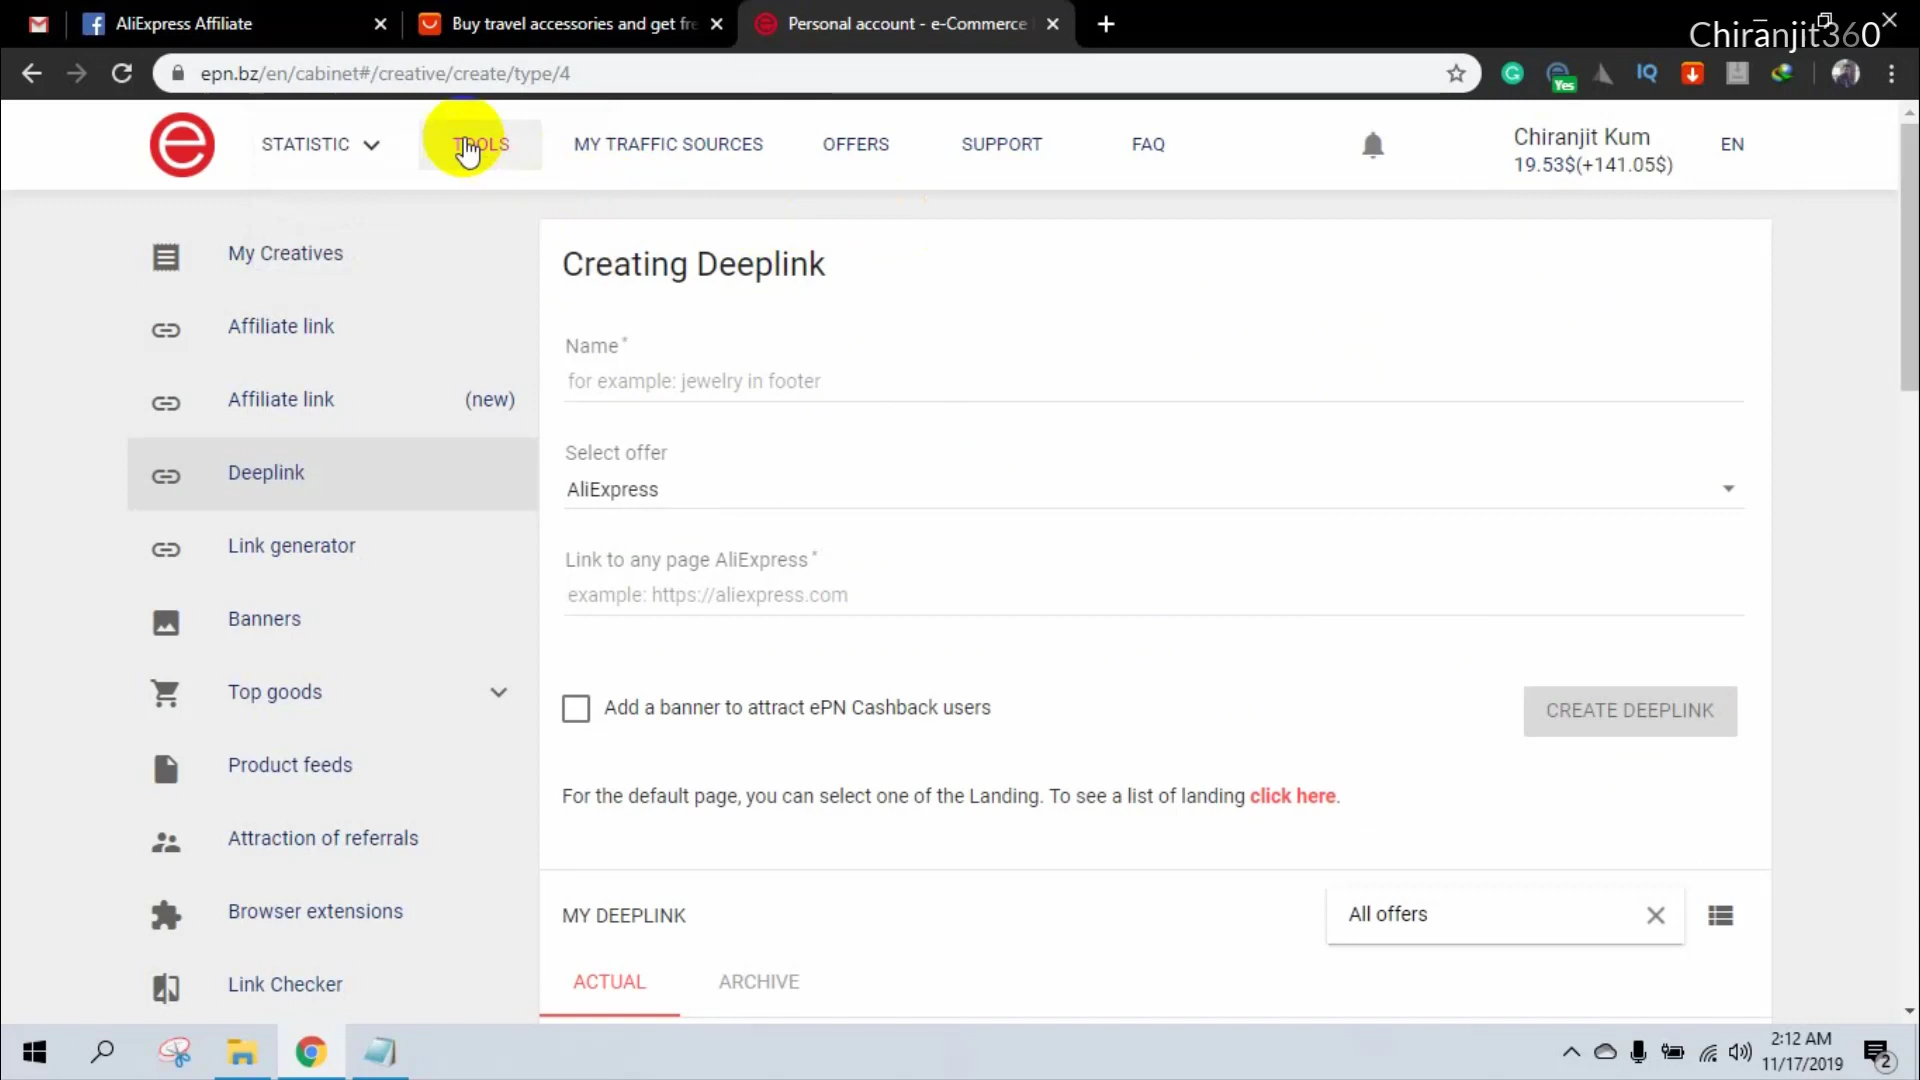 AliExpress Affiliate
Buy travel accessories and get fre
Personal account - e-Commerce
Chiranjit360
epn.bz/en/cabinet#/creative/create/type/4
Yes
IQ
e
STATISTIC
TOOLS
MY TRAFFIC SOURCES
OFFERS
SUPPORT
FAQ
Chiranjit Kum
19.53$(+141.05$)
EN
My Creatives
Affiliate link
Affiliate link (new)
Deeplink
Link generator
Banners
Top goods
Product feeds
Attraction of referrals
Browser extensions
Link Checker
Creating Deeplink
Name*
for example: jewelry in footer
Select offer
AliExpress
Link to any page AliExpress*
example: https://aliexpress.com
Add a banner to attract ePN Cashback users
CREATE DEEPLINK
For the default page, you can select one of the Landing. To see a list of landing click here.
MY DEEPLINK
All offers
ACTUAL
ARCHIVE
2:12 AM
11/17/2019
2